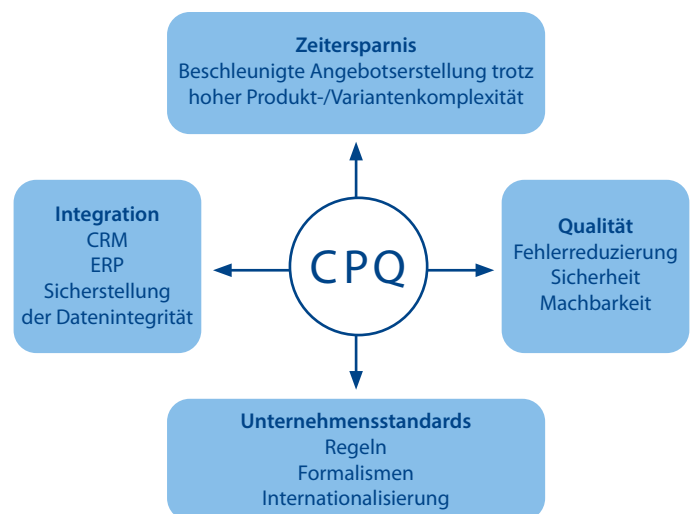 Zeitersparnis
Beschleunigte Angebotserstellung trotz
hoher Produkt-/Variantenkomplexität
Integration
CRM
ERP
Sicherstellung
der Datenintegrität
CPQ
Qualität
Fehlerreduzierung
Sicherheit
Machbarkeit
Unternehmensstandards
Regeln
Formalismen
Internationalisierung